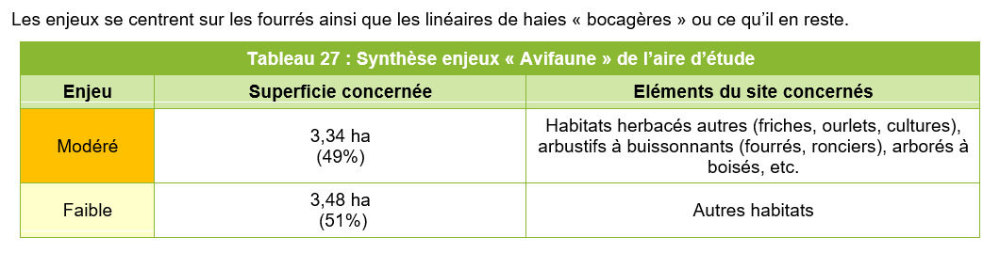 Les enjeux se centrent sur les fourrés ainsi que les linéaires de haies « bocagères » ou ce qu'il en reste.
Tableau 27 : Synthèse enjeux « Avifaune » de l'aire d'étude
Enjeu Superficie concernée Eléments du site concernés
Modéré
3,34 ha
(49%)
Habitats herbacés autres (friches, ourlets, cultures),
arbustifs à buissonnants (fourrés, ronciers), arborés à
boisés, etc.
Faible
3,48 ha
(51%)
Autres habitats